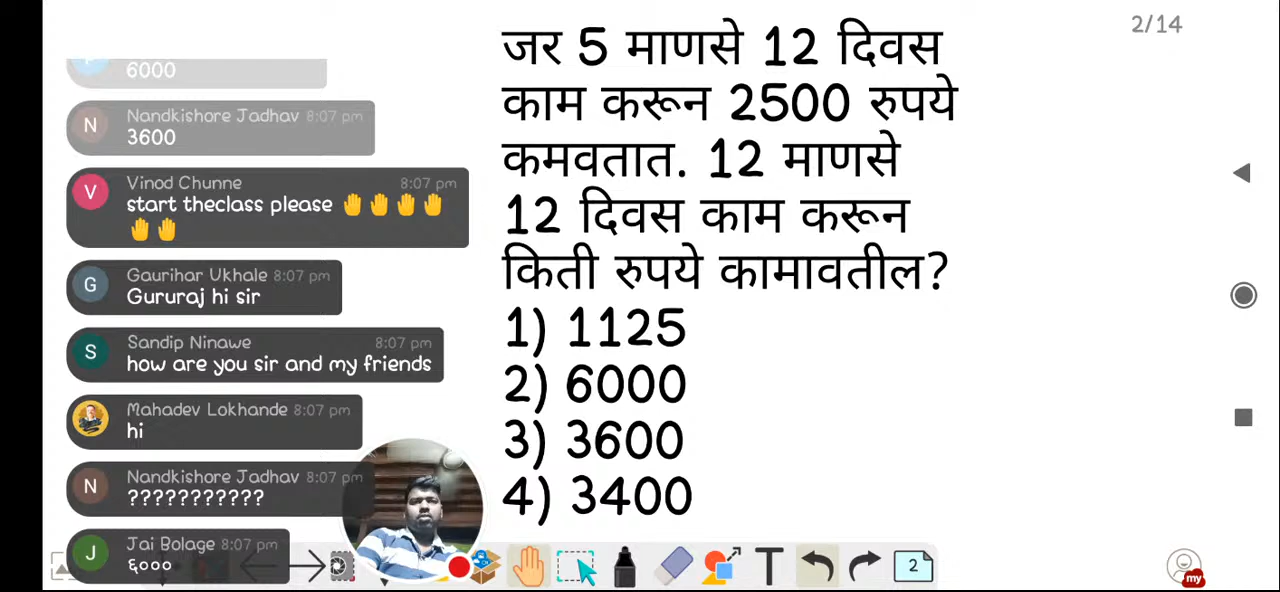 6000
Nandkishore Jadhav 8:07 pm
3600
Vinod Chunne 8:07 pm
start theclass please 🤚🤚🤚🤚
🤚🤚
Gaurihar Ukhale 8:07 pm
Gururaj hi sir
Sandip Ninawe 8:07 pm
how are you sir and my friends
Mahadev Lokhande 8:07 pm
hi
Nandkishore Jadhav 8:07 pm
???????????
Jai Bolage 8:07 pm
६०००
2/14
जर 5 माणसे 12 दिवस
काम करून 2500 रुपये
कमवतात. 12 माणसे
12 दिवस काम करून
किती रुपये कामावतील?
1) 1125
2) 6000
3) 3600
4) 3400
T
2
my